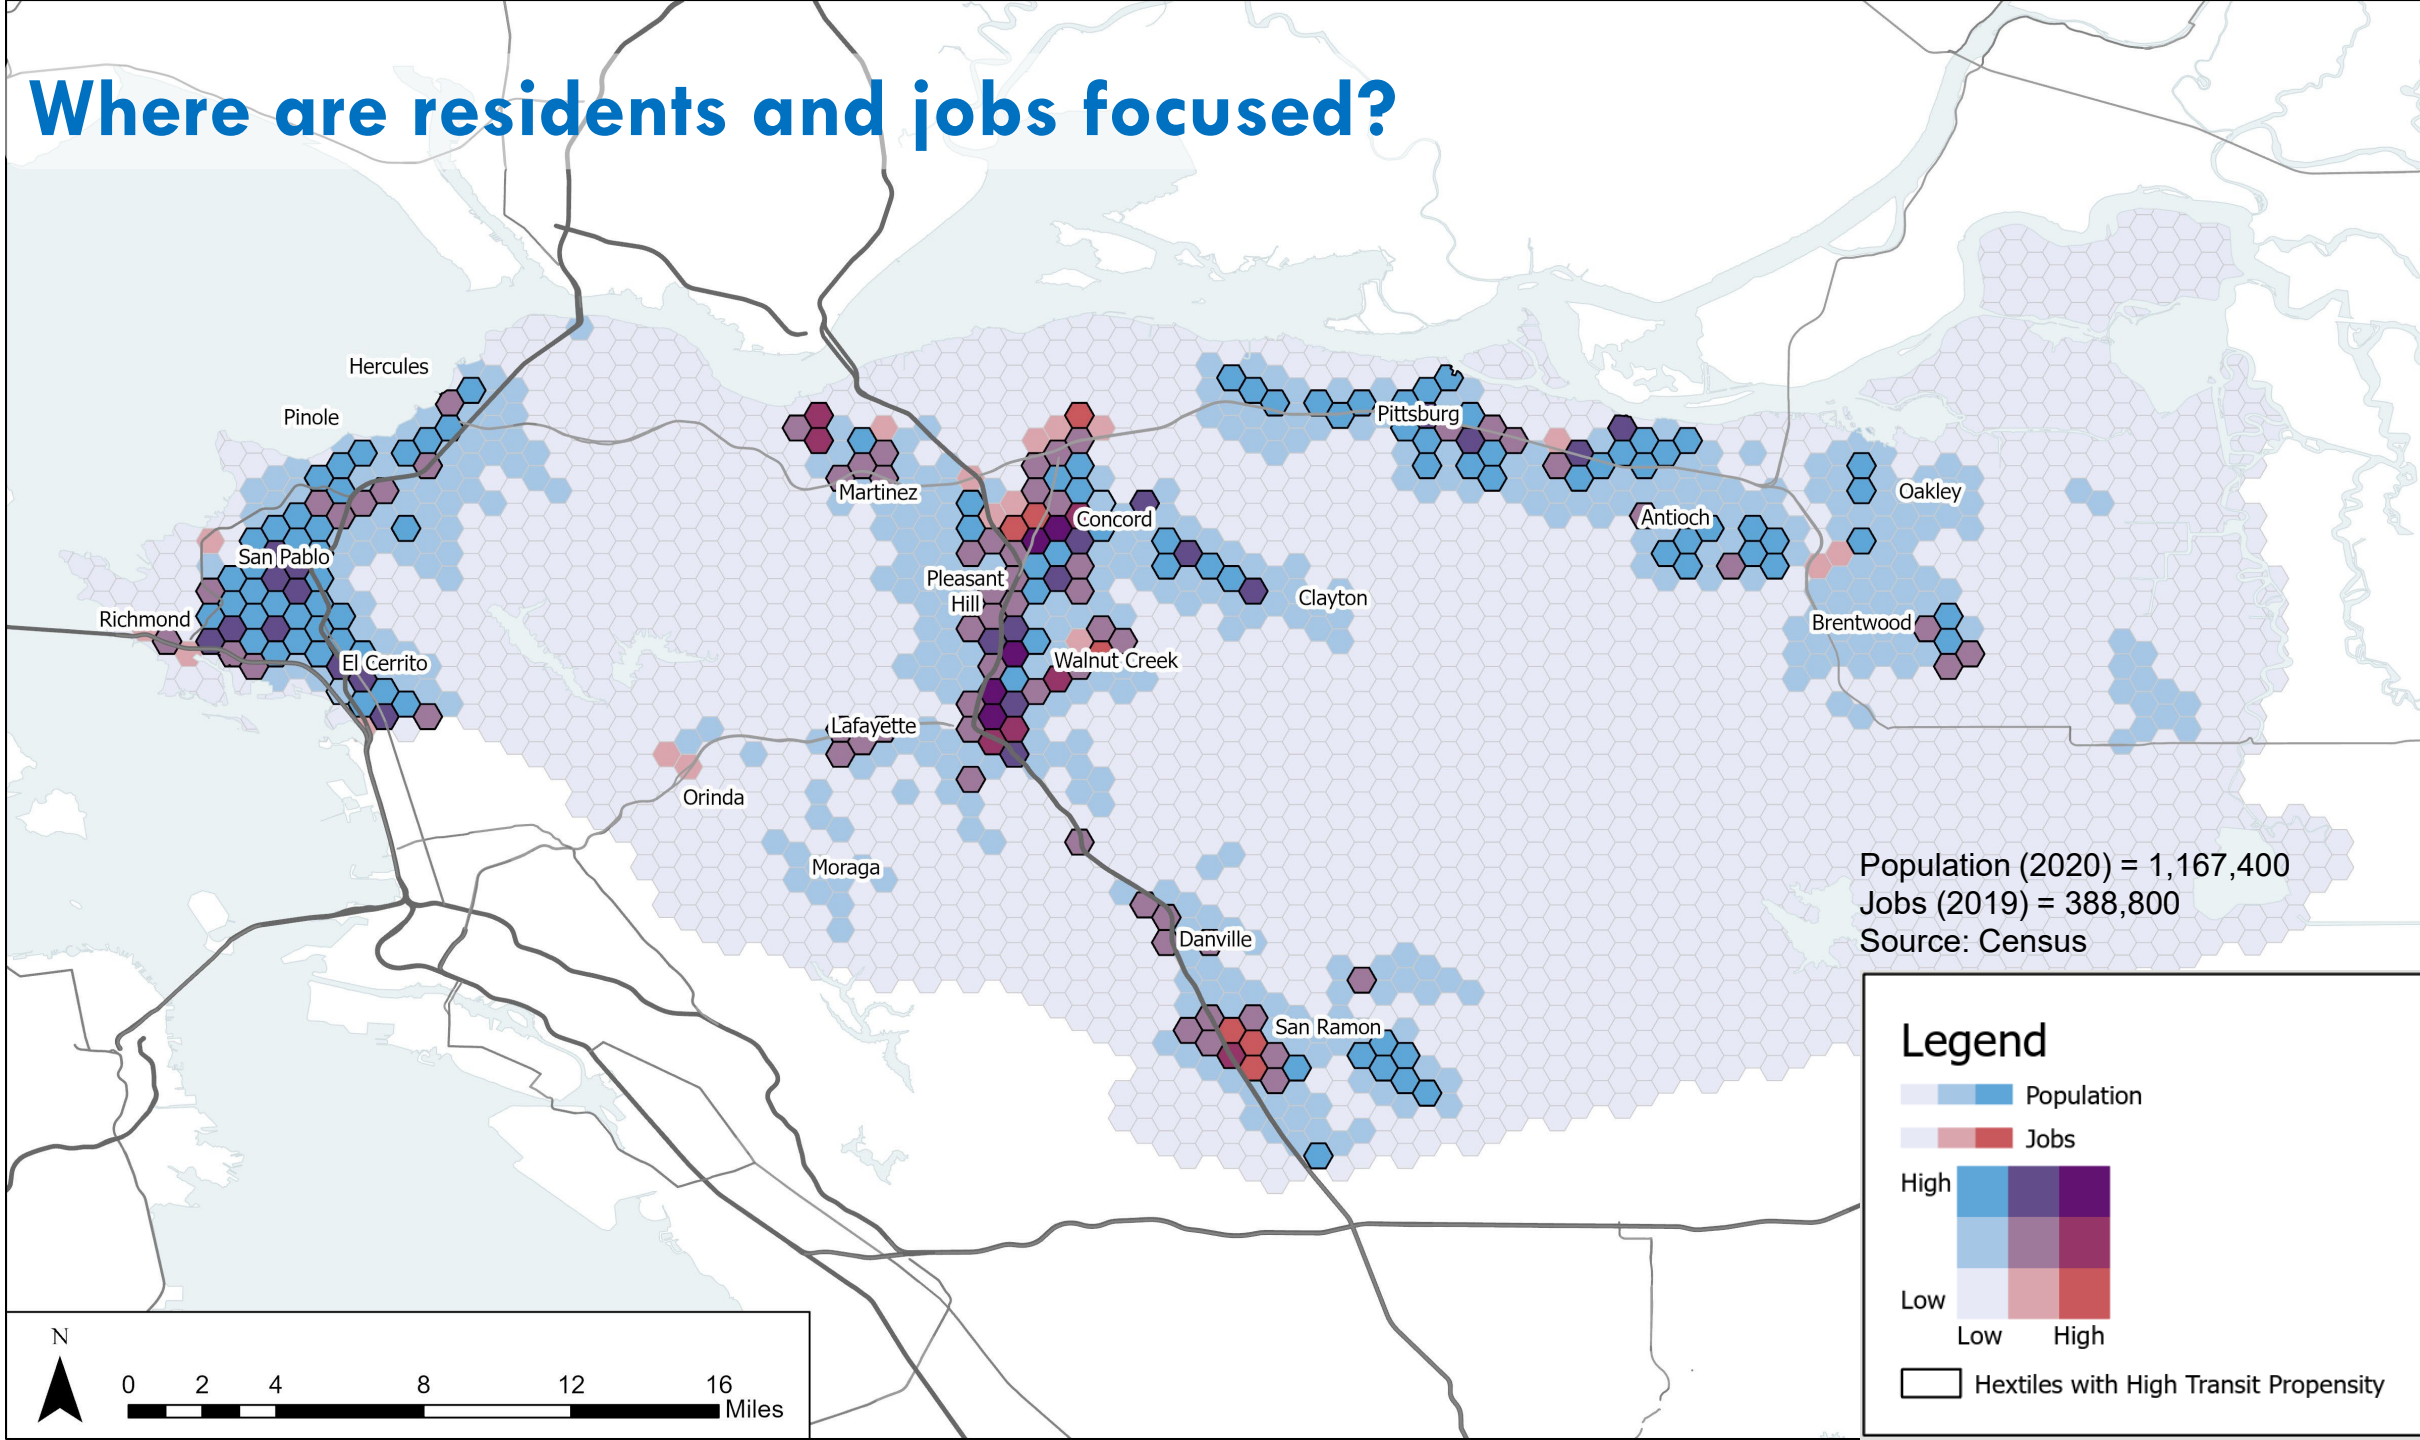 Where are residents and jobs focused?
Hercules
Pinole
San Pablo
Richmond
El Cerrito
Martinez
Concord
Pleasant
Hill
Clayton
Walnut Creek
Lafayette
Orinda
Moraga
Danville
San Ramon
Pittsburg
Antioch
Oakley
Brentwood
Population (2020) = 1,167,400
Jobs (2019) = 388,800
Source: Census
Legend
Population
Jobs
High
Low
Low High
Hextiles with High Transit Propensity
N
0 2 4 8 12 16
Miles